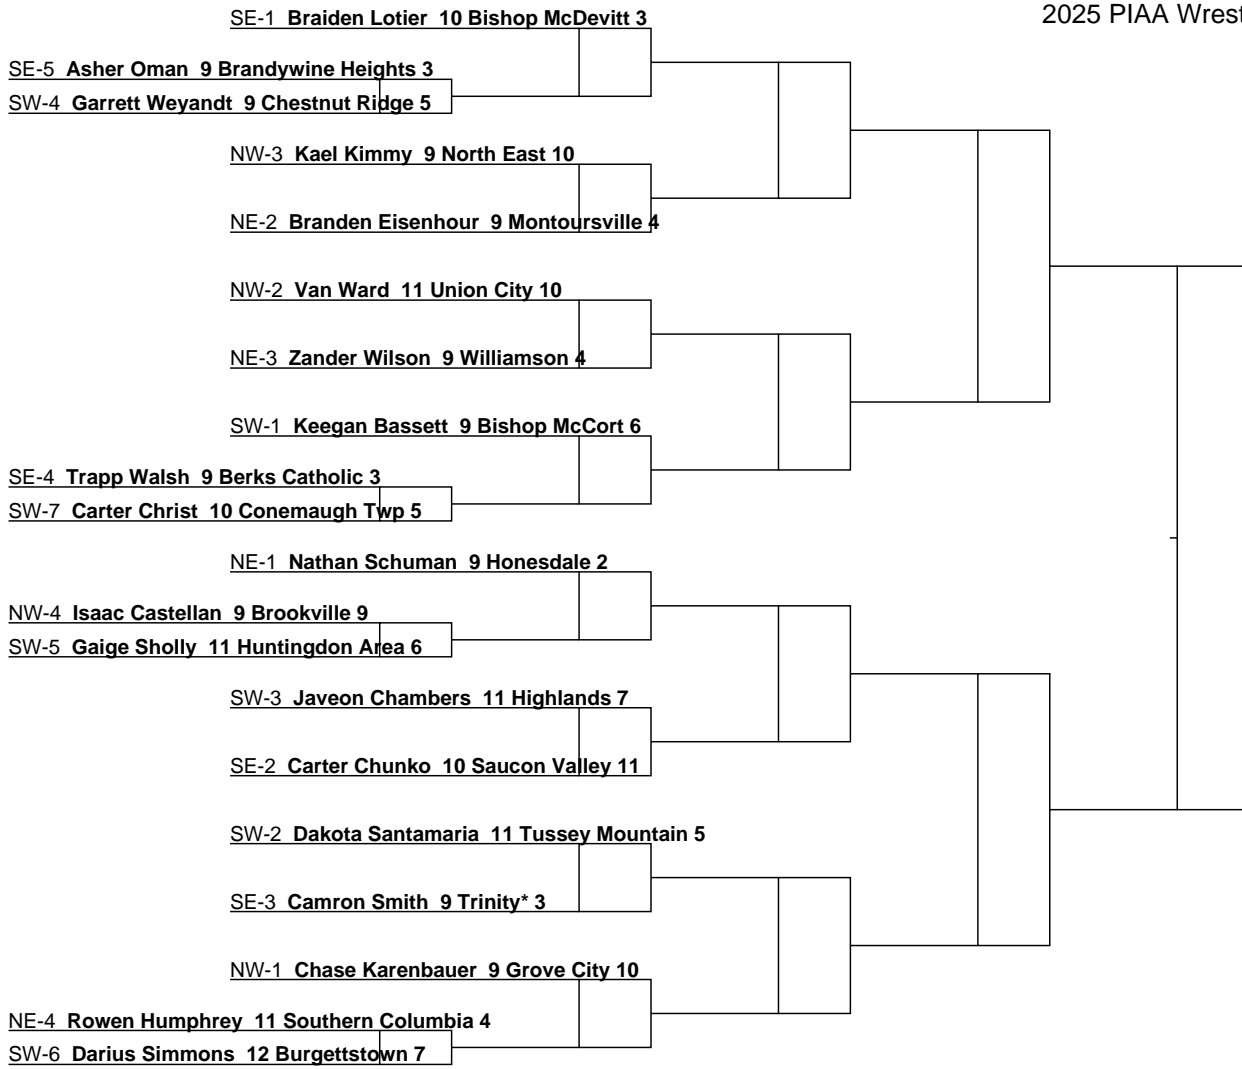 2025 PIAA Wrest
SE-1 Braiden Lotier 10 Bishop McDevitt 3
SE-5 Asher Oman 9 Brandywine Heights 3
SW-4 Garrett Weyandt 9 Chestnut Ridge 5
NW-3 Kael Kimmy 9 North East 10
NE-2 Branden Eisenhour 9 Montoursville 4
NW-2 Van Ward 11 Union City 10
NE-3 Zander Wilson 9 Williamson 4
SW-1 Keegan Bassett 9 Bishop McCort 6
SE-4 Trapp Walsh 9 Berks Catholic 3
SW-7 Carter Christ 10 Conemaugh Twp 5
NE-1 Nathan Schuman 9 Honesdale 2
NW-4 Isaac Castellan 9 Brookville 9
SW-5 Gaige Sholly 11 Huntingdon Area 6
SW-3 Javeon Chambers 11 Highlands 7
SE-2 Carter Chunko 10 Saucon Valley 11
SW-2 Dakota Santamaria 11 Tussey Mountain 5
SE-3 Camron Smith 9 Trinity* 3
NW-1 Chase Karenbauer 9 Grove City 10
NE-4 Rowen Humphrey 11 Southern Columbia 4
SW-6 Darius Simmons 12 Burgettstown 7